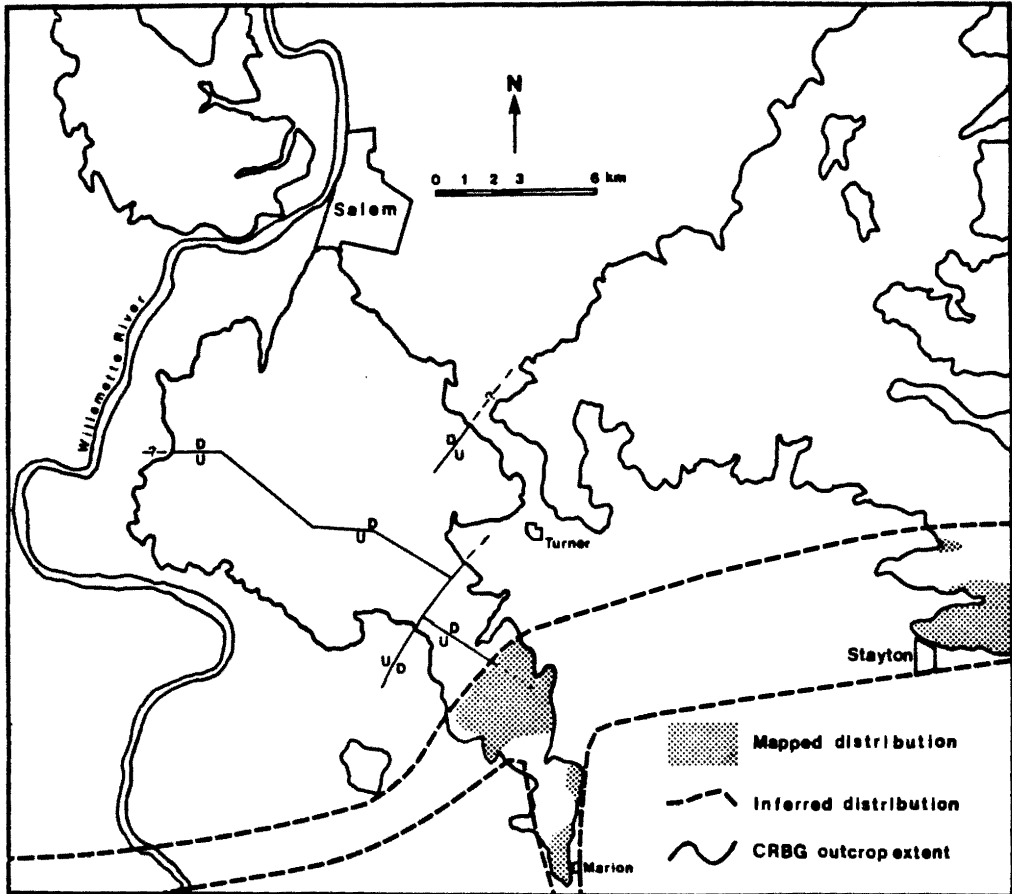 N
0 1 2 3 6 km
Salem
Willamette River
?
D
U
D
U
-?-
D
U
U
D
Turner
U
D
U
D
Stayton
Mapped distribution
Inferred distribution
CRBG outcrop extent
Marion